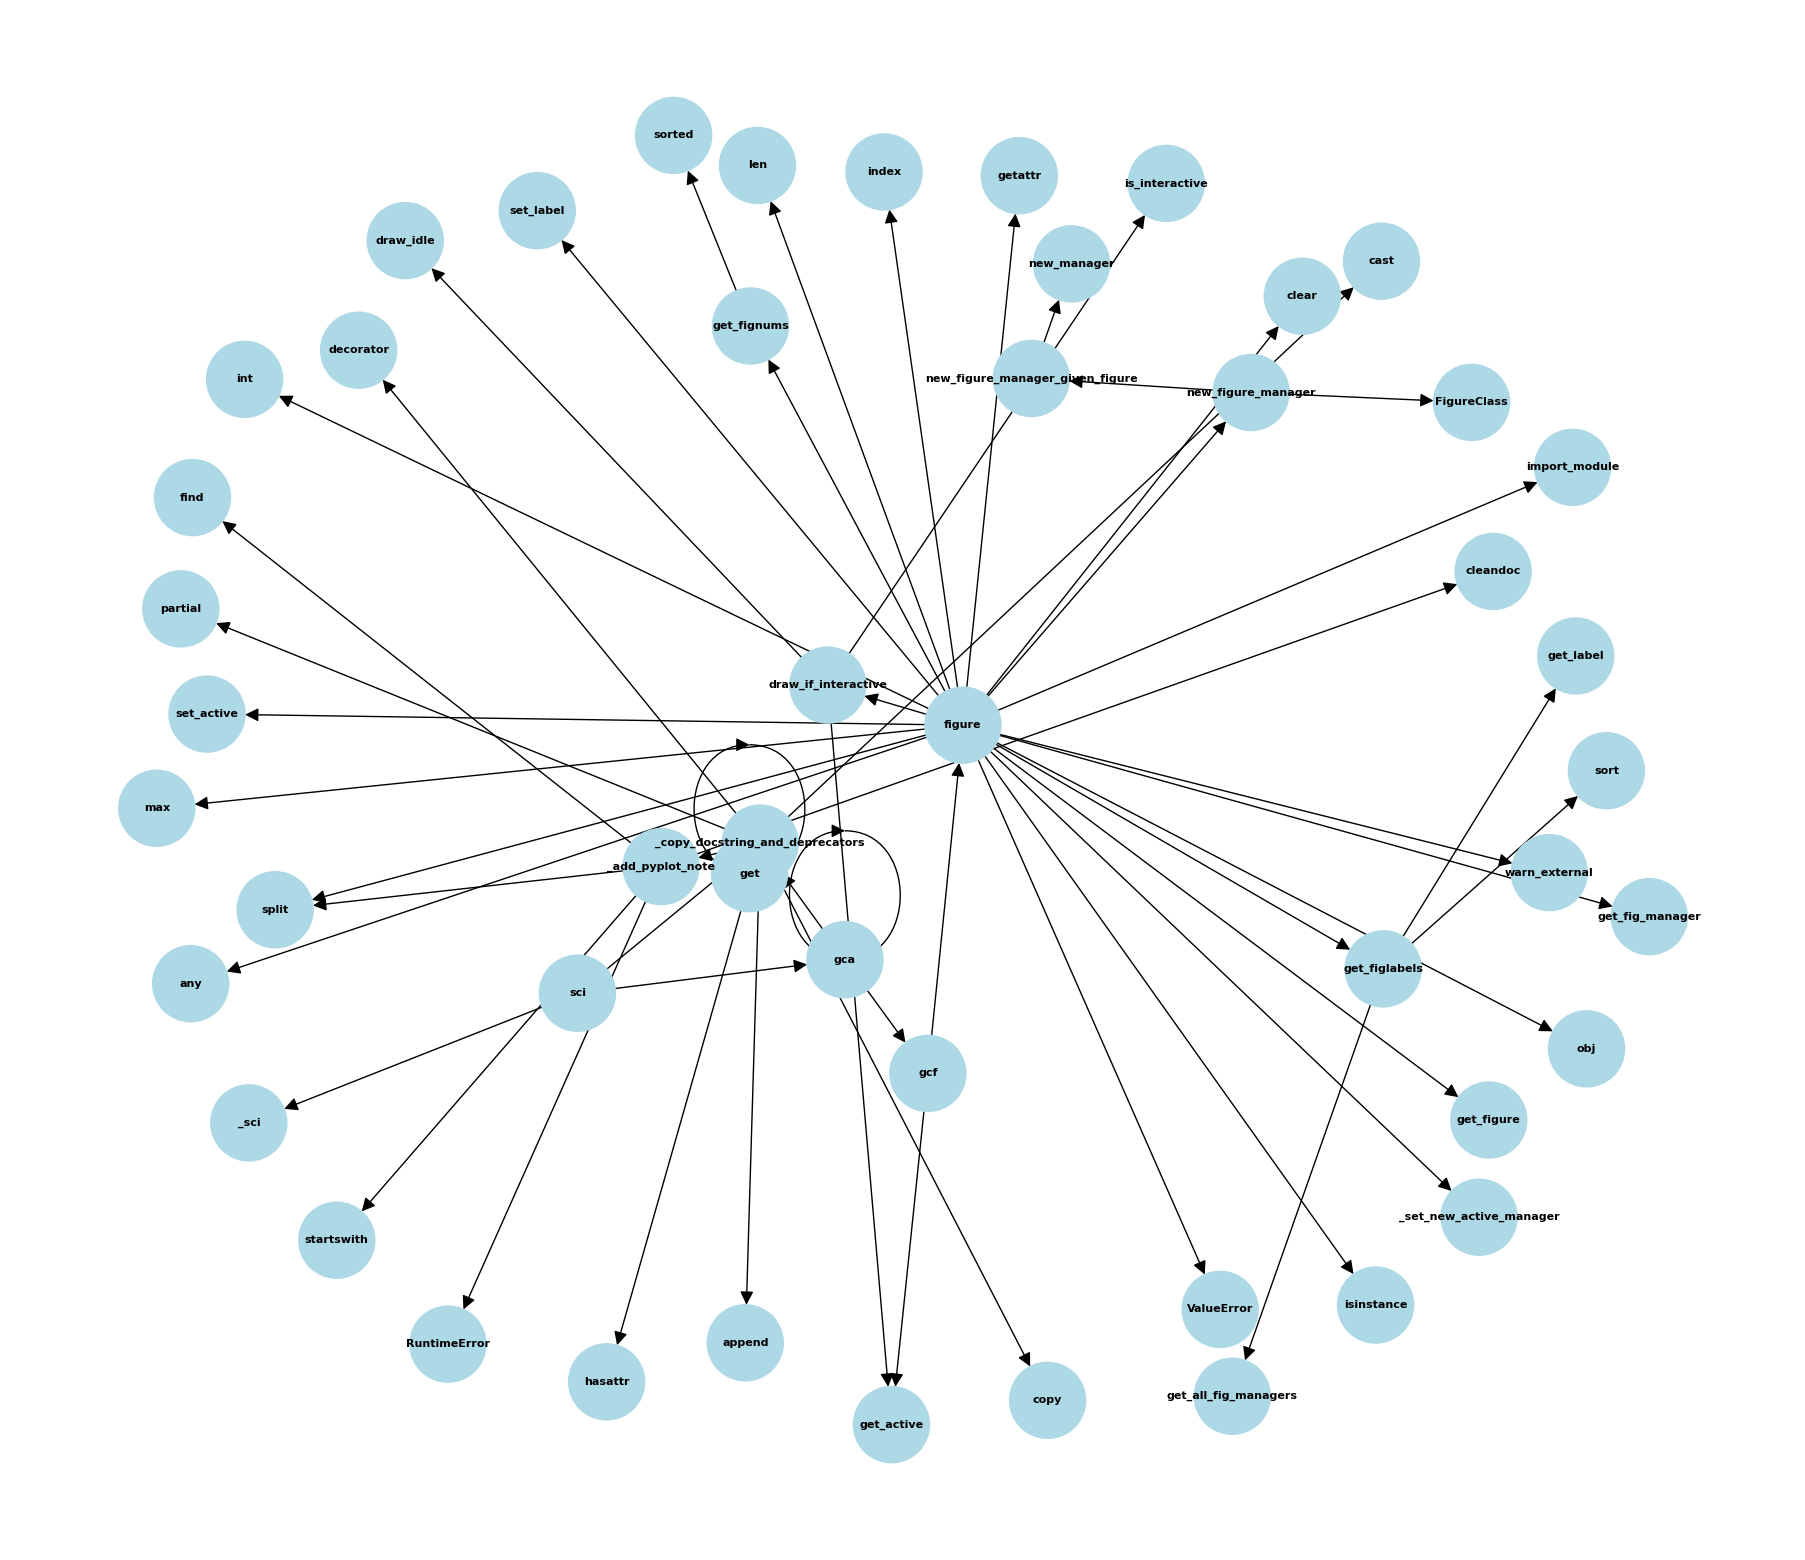 sorted
len
index
getattr
is_interactive
set_label
draw_idle
new_manager
cast
clear
get_fignums
decorator
int
new_figure_manager_given_figure
new_figure_manager
FigureClass
import_module
find
cleandoc
partial
get_label
draw_if_interactive
set_active
figure
sort
max
_copy_docstring_and_deprecators
_add_pyplot_note
get
warn_external
split
get_fig_manager
gca
get_figlabels
any
sci
obj
gcf
_sci
get_figure
_set_new_active_manager
startswith
isinstance
ValueError
RuntimeError
append
hasattr
get_all_fig_managers
copy
get_active